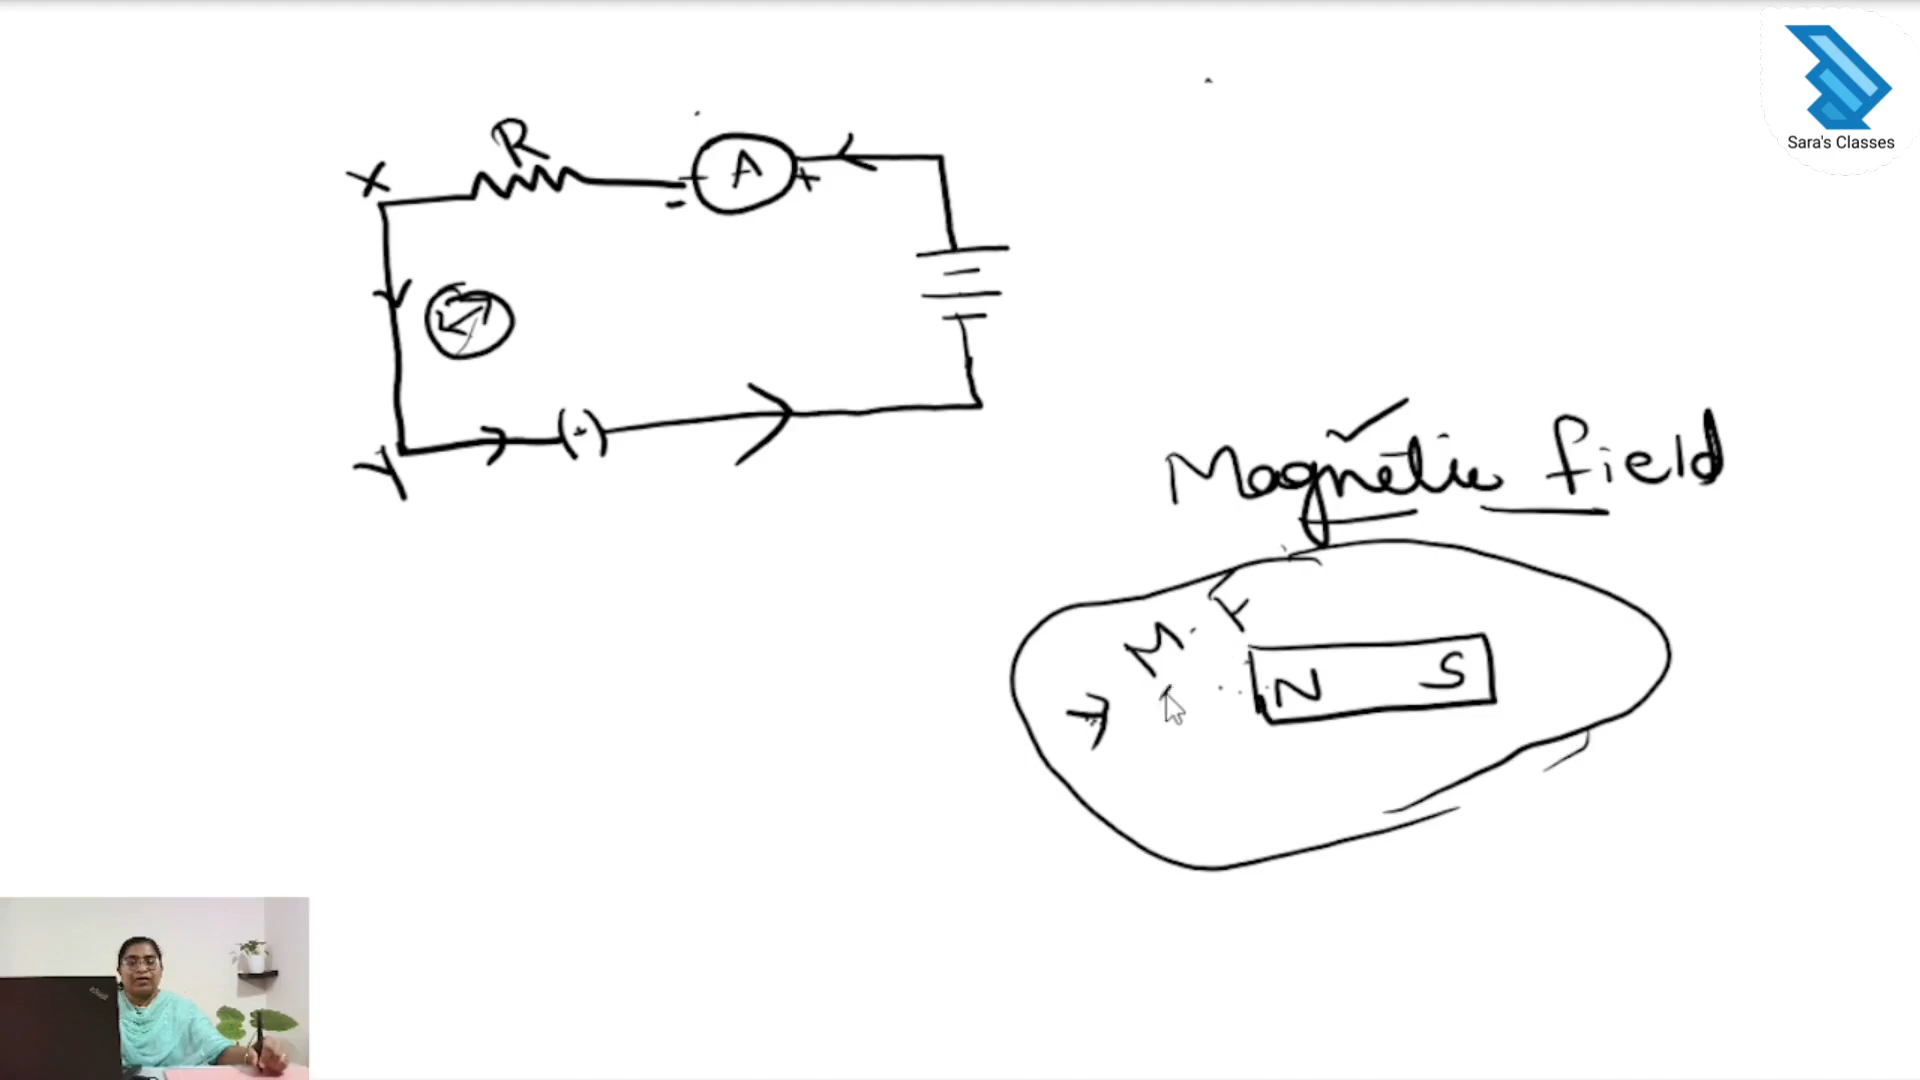 Sara's Classes
R
X
A
+
-
Y
(·)
Magnetic field
M.F
N S